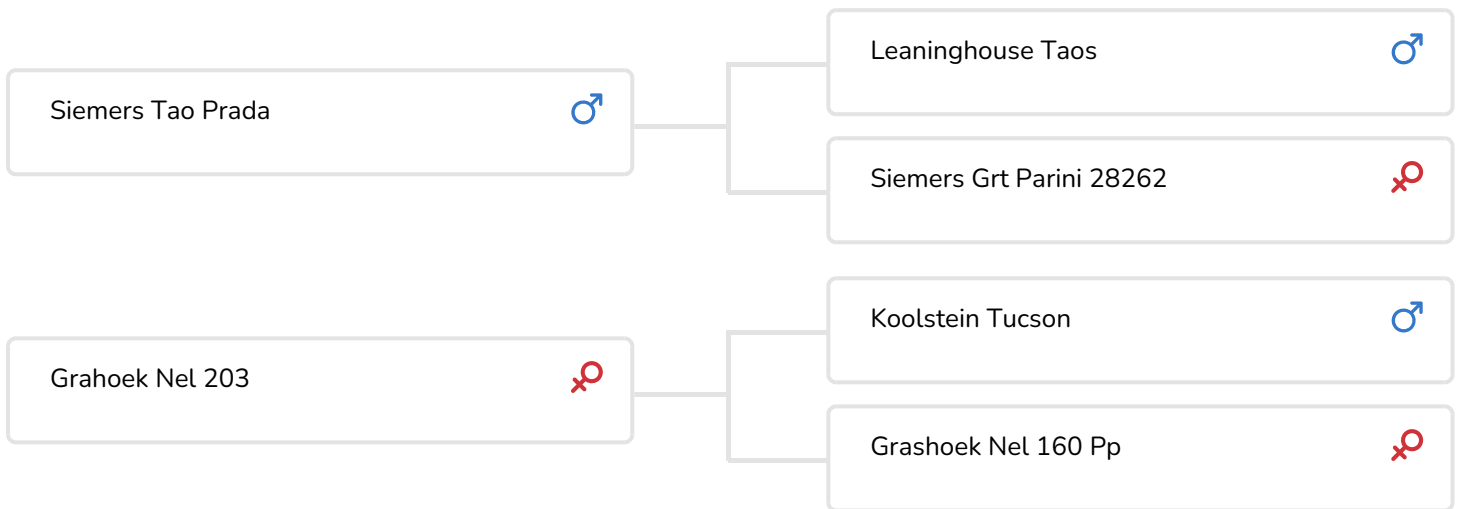 Leaninghouse Taos
Siemers Tao Prada
Siemers Grt Parini 28262
Koolstein Tucson
Grahoek Nel 203
Grashoek Nel 160 Pp